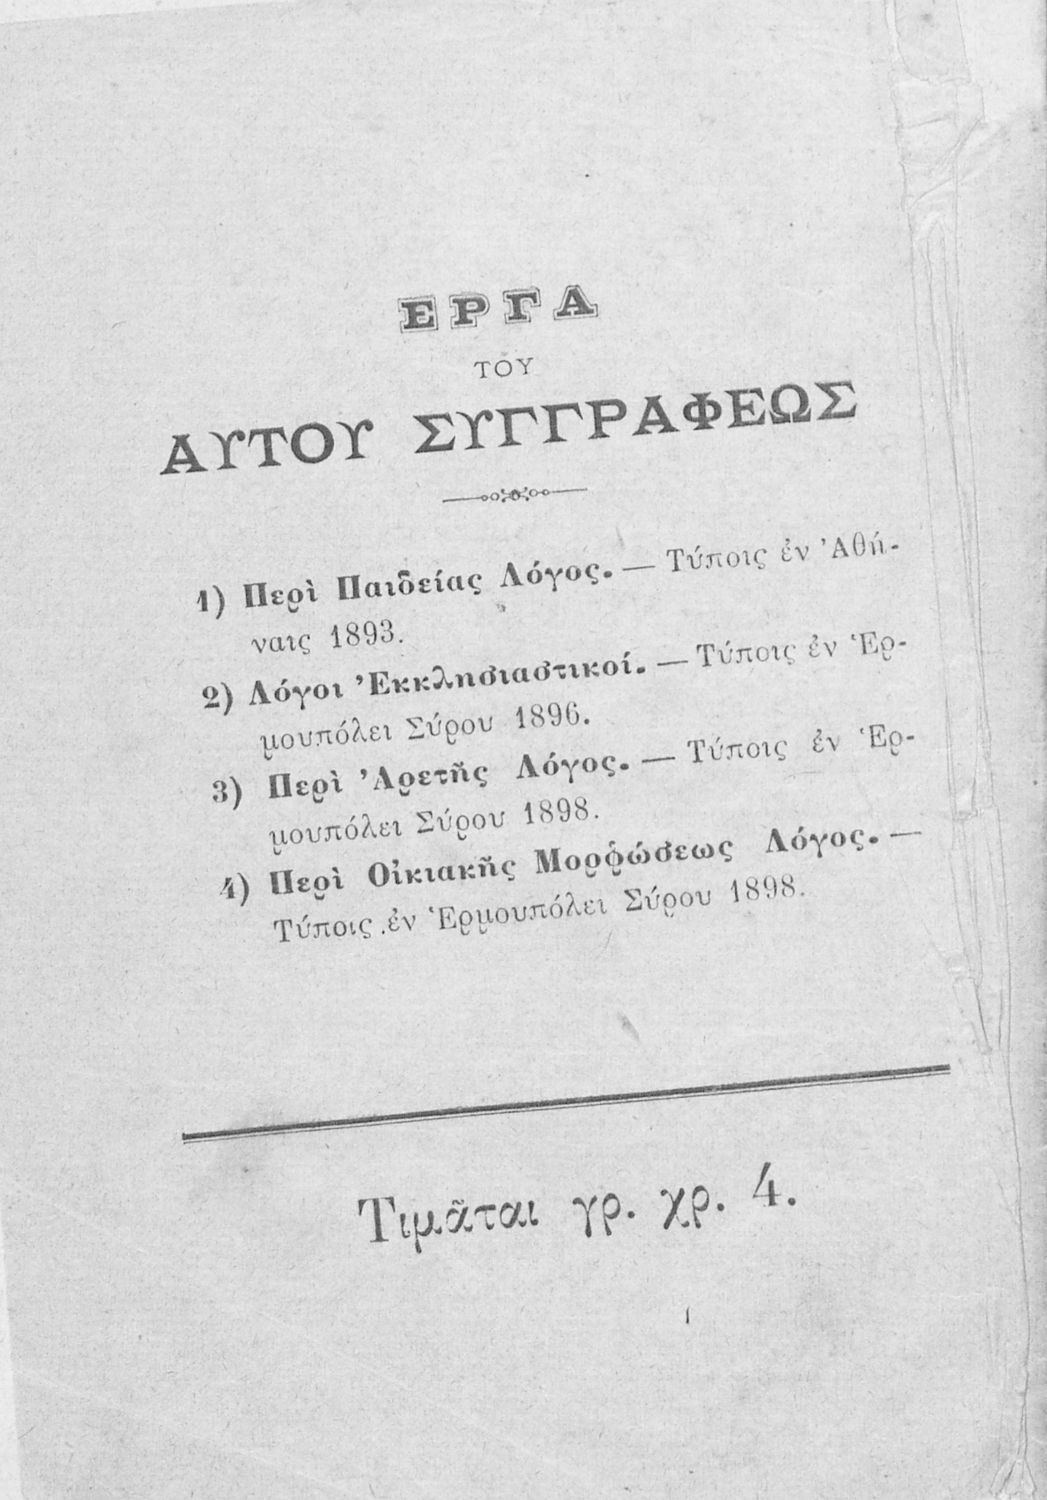 ΕΡΓΑ
ΤΟΥ
ΑΥΤΟΥ ΣΥΓΓΡΑΦΕΩΣ
1) Περὶ Παιδείας Λόγος. — Τύποις ἐν Ἀθή-
ναις 1893.
2) Λόγοι Ἐκκλησιαστικοί. — Τύποις ἐν Ἑρ-
μουπόλει Σύρου 1896.
3) Περὶ Ἀρετῆς Λόγος. — Τύποις ἐν Ἑρ-
μουπόλει Σύρου 1898.
4) Περὶ Οἰκιακῆς Μορφώσεως Λόγος. —
Τύποις ἐν Ἑρμουπόλει Σύρου 1898.
Τιμᾶται γρ. χρ. 4.